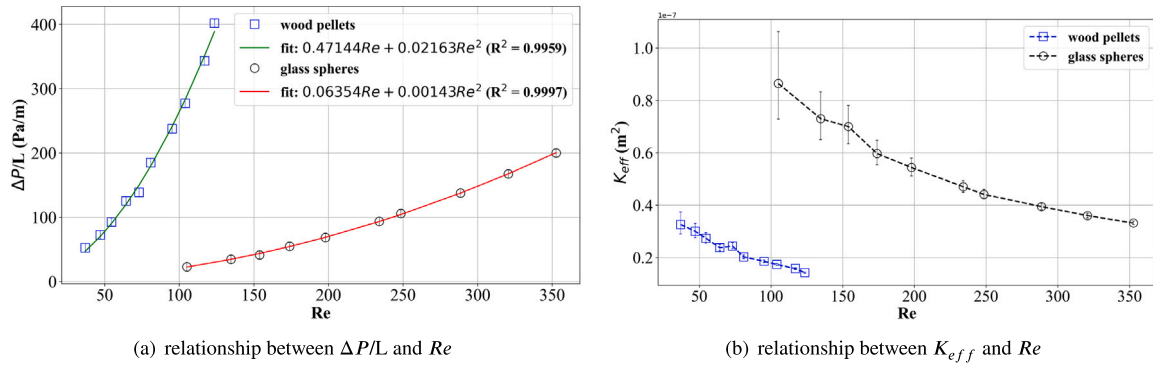 400
300
200
100
0
ΔP/L (Pa/m)
wood pellets
fit: 0.47144Re + 0.02163Re² (R² = 0.9959)
glass spheres
fit: 0.06354Re + 0.00143Re² (R² = 0.9997)
50 100 150 200 250 300 350
Re
(a) relationship between ΔP/L and Re
1e−7
1.0
0.8
0.6
0.4
0.2
K_eff (m²)
wood pellets
glass spheres
50 100 150 200 250 300 350
Re
(b) relationship between K_eff and Re